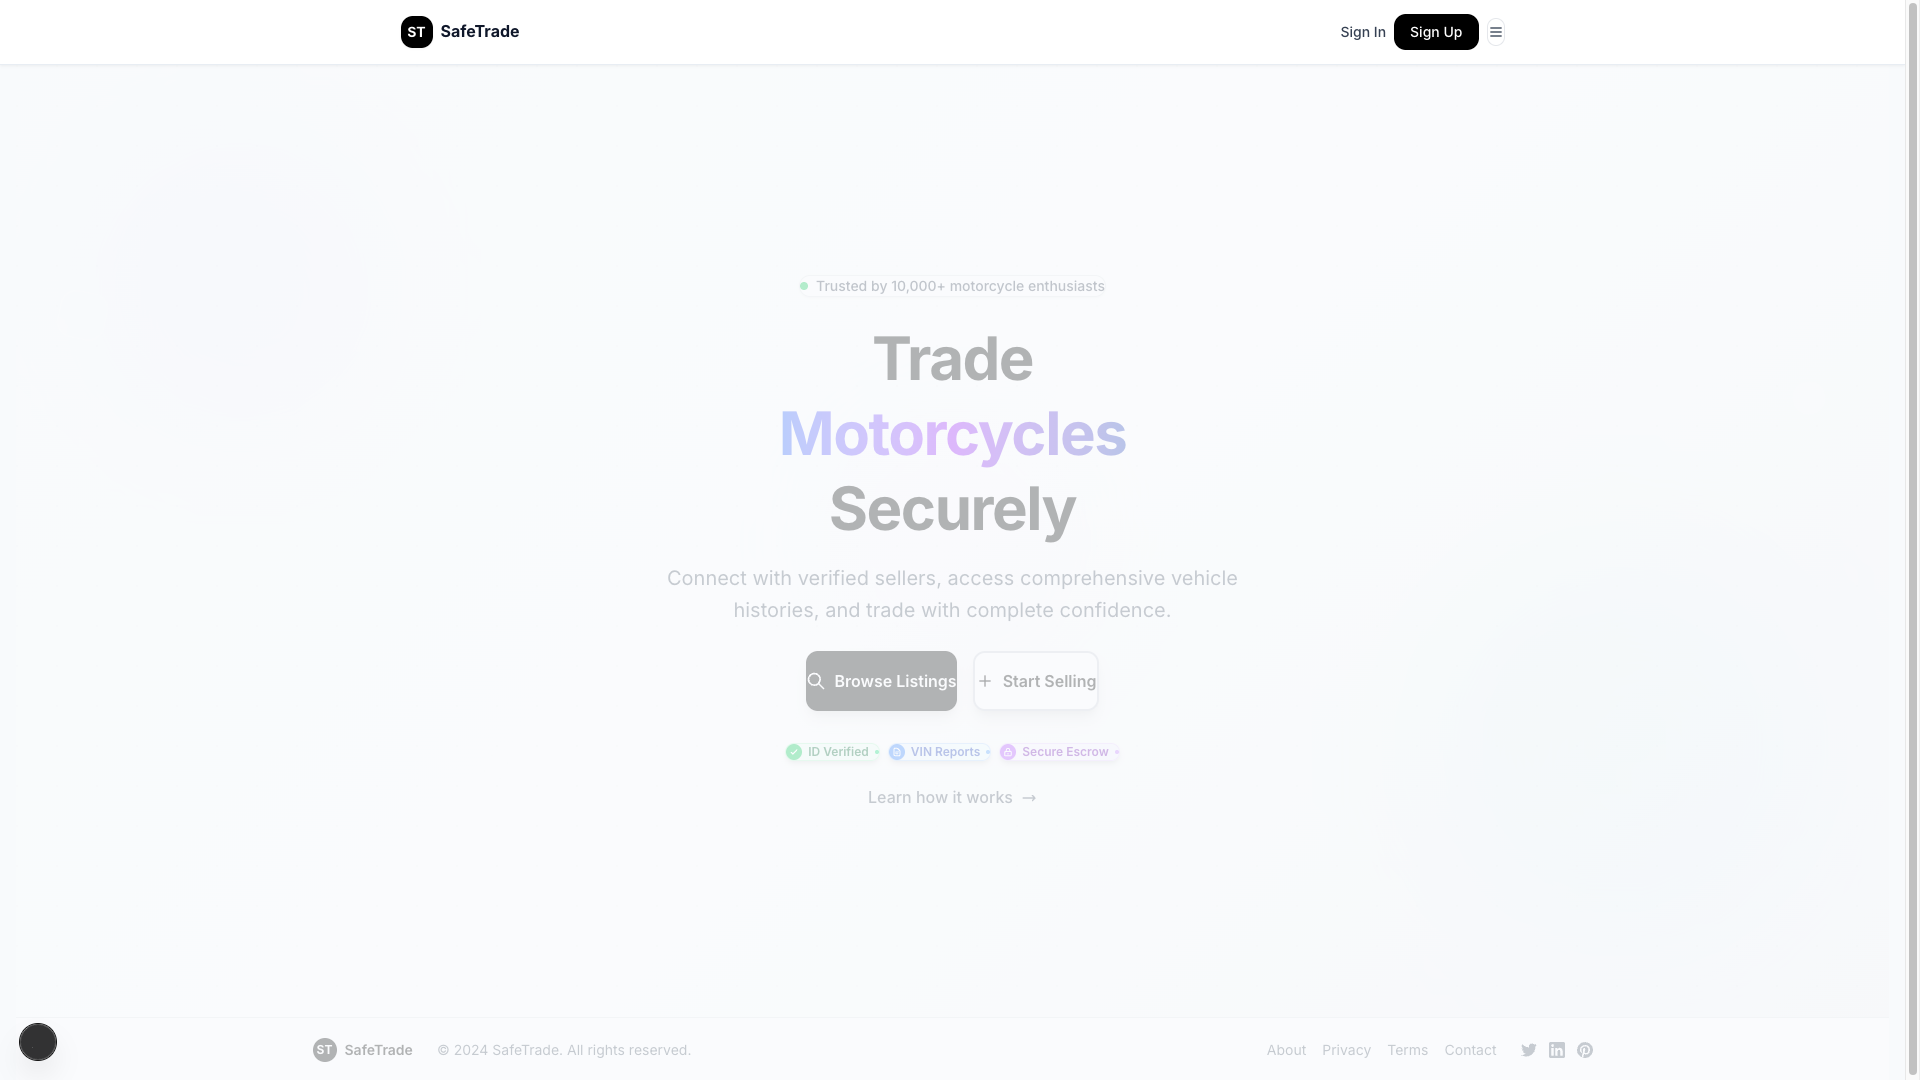 ST SafeTrade
Sign In
Sign Up
Trusted by 10,000+ motorcycle enthusiasts
Trade
Motorcycles
Securely
Connect with verified sellers, access comprehensive vehicle
histories, and trade with complete confidence.
Browse Listings
Start Selling
ID Verified
VIN Reports
Secure Escrow
Learn how it works →
ST SafeTrade
© 2024 SafeTrade. All rights reserved.
About
Privacy
Terms
Contact